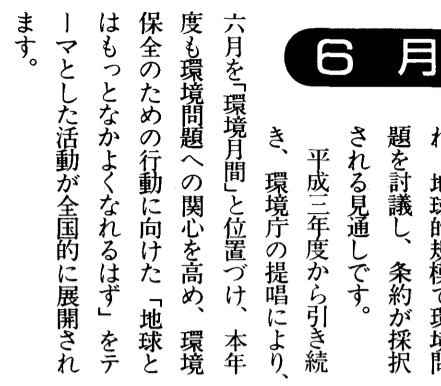 ６月
れ、地球的規模で環境問
題を討議し、条約が採択
される見通しです。
平成三年度から引き続
き、環境庁の提唱により、
六月を「環境月間」と位置づけ、本年
度も環境問題への関心を高め、環境
保全のための行動に向けた「地球と
はもっとなかよくなれるはず」をテ
ーマとした活動が全国的に展開され
ます。